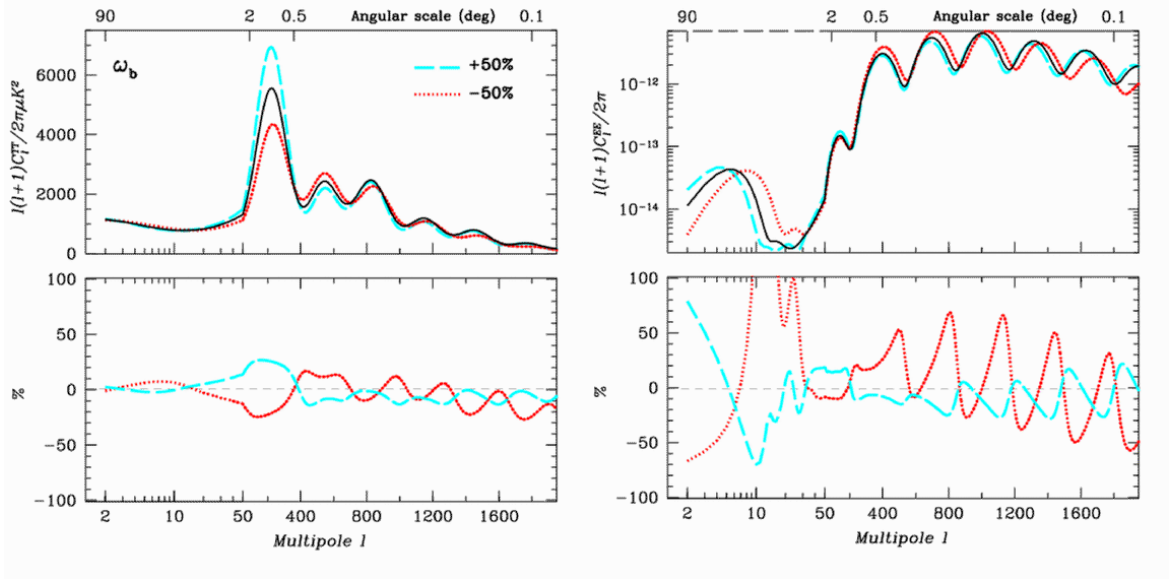 90 2 0.5 Angular scale (deg) 0.1
6000
4000
2000
0
l(l+1)C_l^TT/2πμK²
ω_b
+50%
−50%
100
50
0
−50
−100
%
2 10 50 400 800 1200 1600
Multipole l
90 2 0.5 Angular scale (deg) 0.1
10⁻¹²
10⁻¹³
10⁻¹⁴
l(l+1)C_l^EE/2π
100
50
0
−50
−100
%
2 10 50 400 800 1200 1600
Multipole l